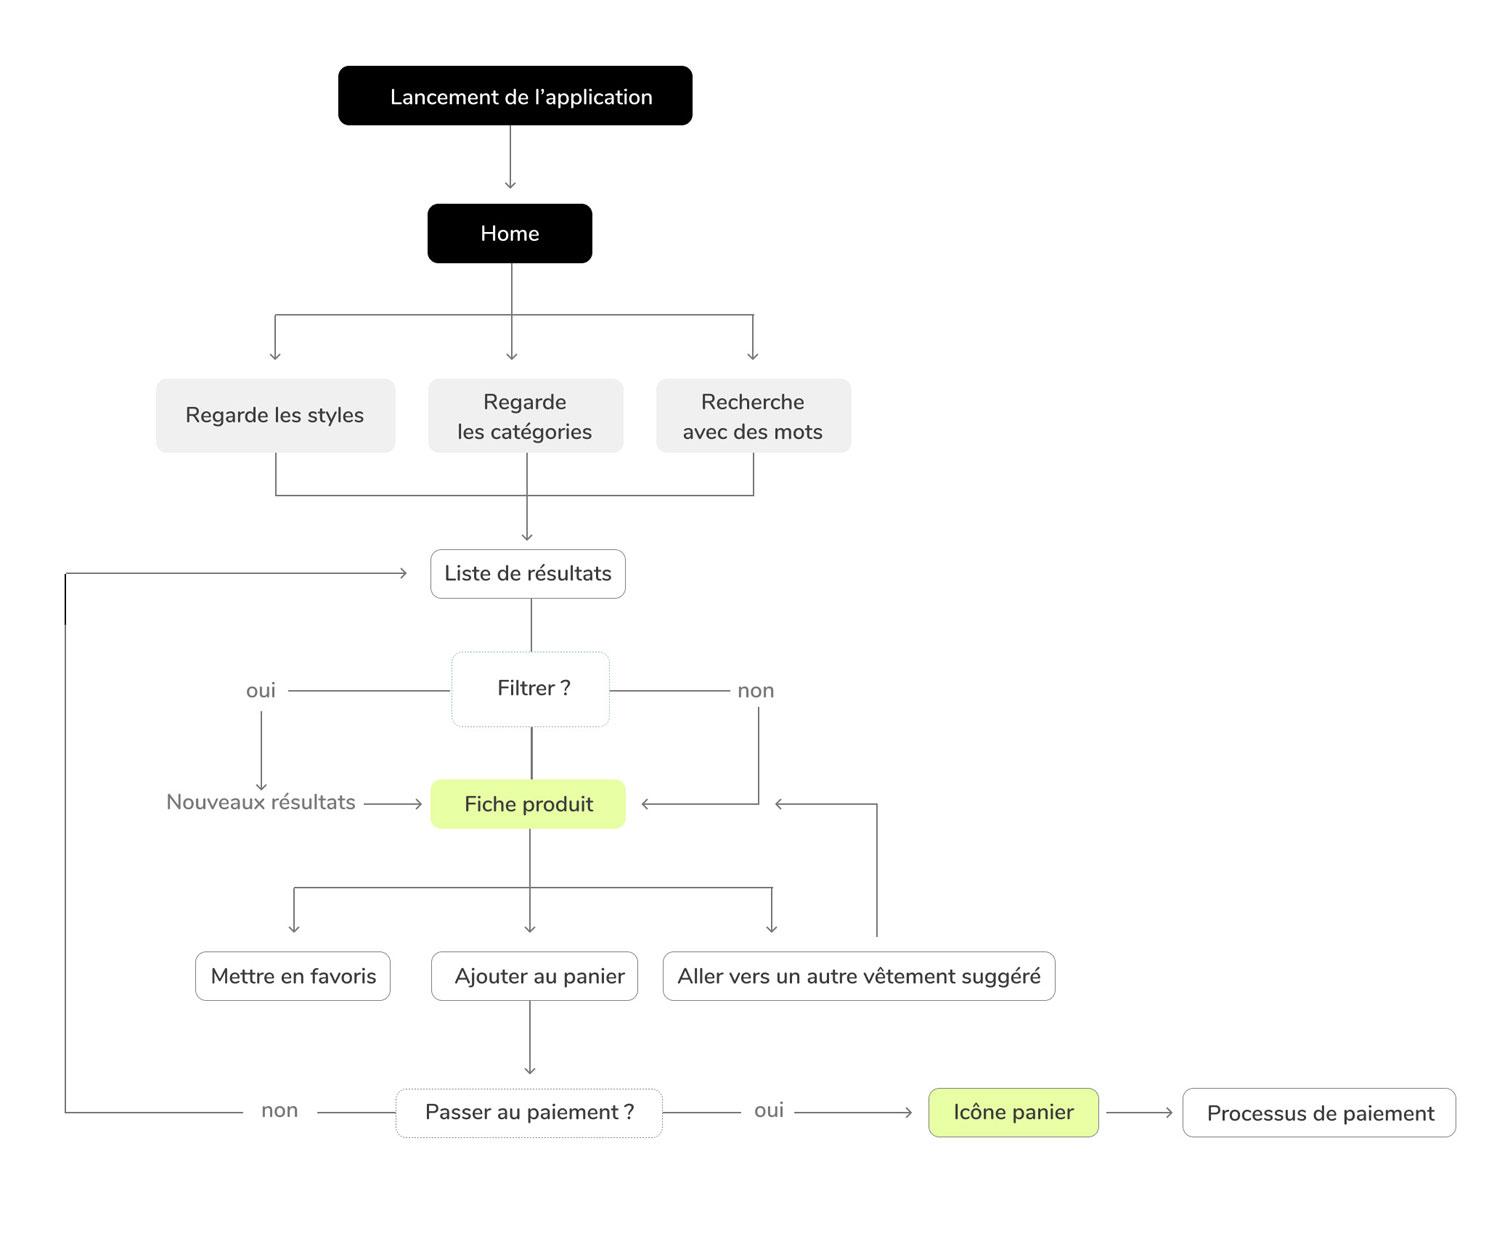 Lancement de l’application
Home
Regarde les styles
Regarde
les catégories
Recherche
avec des mots
Liste de résultats
oui
Filtrer ?
non
Nouveaux résultats
Fiche produit
Mettre en favoris
Ajouter au panier
Aller vers un autre vêtement suggéré
non
Passer au paiement ?
oui
Icône panier
Processus de paiement